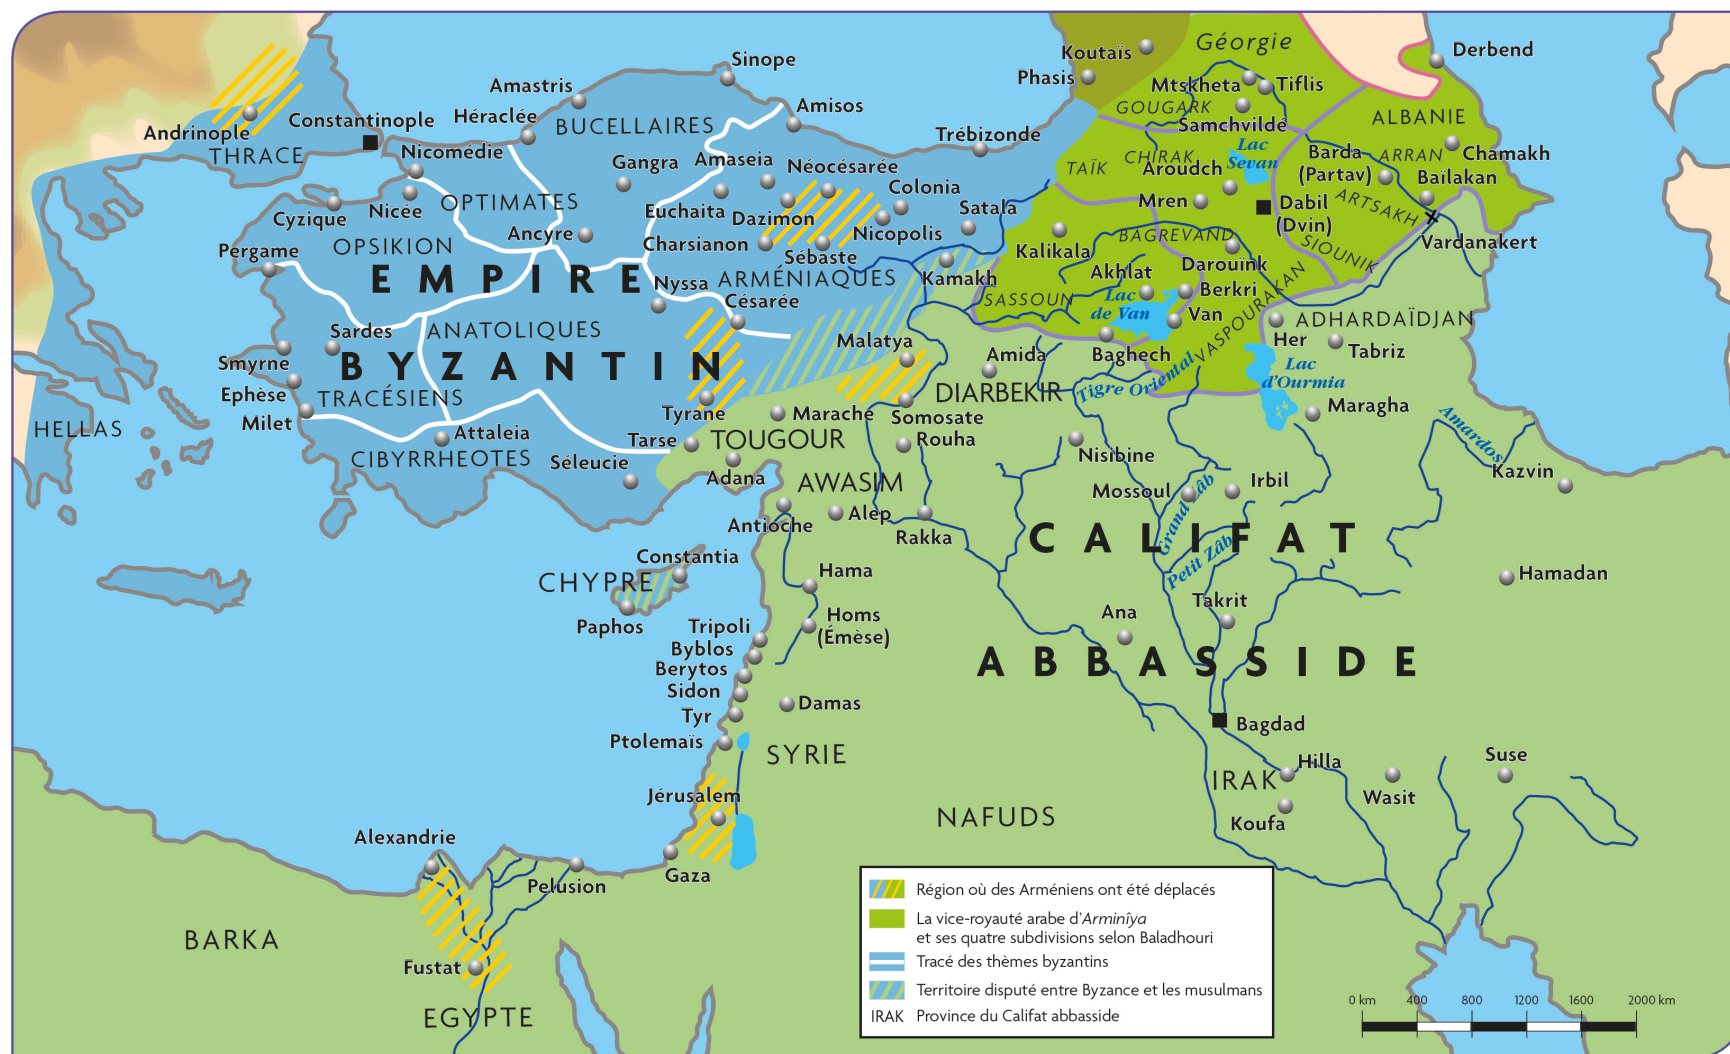 Koutaïs
Géorgie
Derbend
Sinope
Phasis
Mtskheta
Tiflis
Amastris
Amisos
GOUGARK
ALBANIE
Andrinople
Constantinople
Héraclée
BUCELLAIRES
Trébizonde
Samchvildé
THRACE
Nicomédie
Gangra
Amaseia
Néocésarée
TAÏK
CHIRAK
Aroudch
Lac
Sevan
Barda
(Partav)
ARRAN
Chamakh
Baïlakan
Cyzique
Nicée
OPTIMATES
Euchaita
Dazimon
Colonia
Satala
Mren
Dabil
(Dvin)
ARTSAKH
Pergame
OPSIKION
Ancyre
Charsianon
Sébaste
Nicopolis
Kalikala
BAGREVAND
SIOUNIK
Vardanakert
EMPIRE
Nyssa
ARMÉNIAQUES
Kamakh
Akhlat
Darouïnk
Césarée
SASSOUN
Lac
de Van
Berkri
Van
VASPOURAKAN
Sardes
ANATOLIQUES
Malatya
Amida
Baghech
Her
ADHARDAÏDJAN
Tabriz
Smyrne
BYZANTIN
Lac
d'Ourmia
Ephèse
TRACÉSIENS
DIARBEKIR
Tigre Oriental
Milet
Tyrane
Marache
Somosate
Maragha
Amardos
HELLAS
Attaleia
Tarse
TOUGOUR
Rouha
CIBYRRHEOTES
Séleucie
Adana
AWASIM
Nisibine
Kazvin
Mossoul
Grand Zâb
Irbil
Antioche
Alep
Rakka
CALIFAT
Constantia
CHYPRE
Hama
Petit Zâb
Hamadan
Paphos
Homs
(Émèse)
Ana
Takrit
Tripoli
Byblos
Berytos
ABBASSIDE
Sidon
Damas
Tyr
Bagdad
Ptolemaïs
SYRIE
Hilla
Suse
IRAK
Jérusalem
Wasit
NAFUDS
Koufa
Alexandrie
Gaza
Pelusion
BARKA
Fustat
EGYPTE
Région où des Arméniens ont été déplacés
La vice-royauté arabe d'Arminîya
et ses quatre subdivisions selon Baladhouri
Tracé des thèmes byzantins
Territoire disputé entre Byzance et les musulmans
IRAK Province du Califat abbasside
0 km 400 800 1200 1600 2000 km